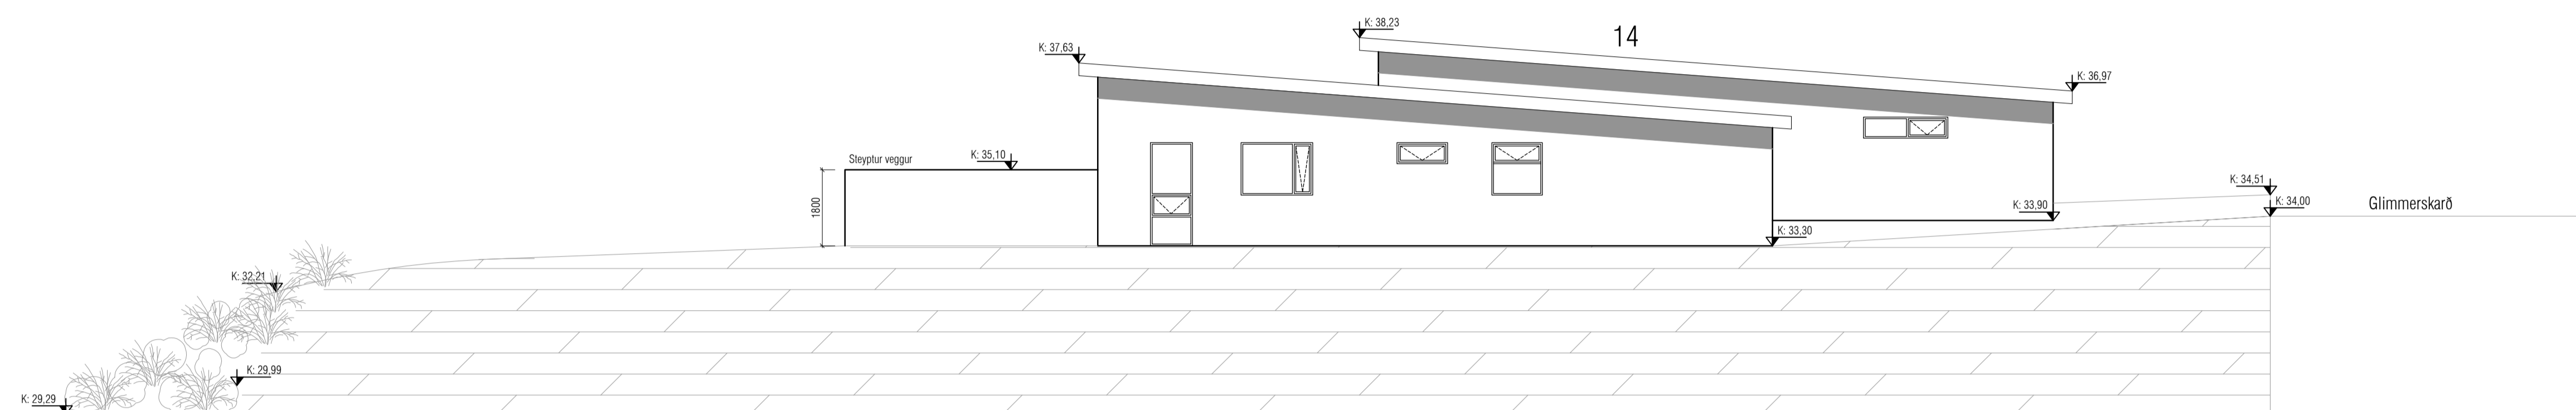 K: 38,23
14
K: 37,63
K: 36,97
Steyptur veggur
K: 35,10
1800
K: 34,51
K: 34,00
Glimmerskarð
K: 33,90
K: 33,30
K: 32,21
K: 29,99
K: 29,29